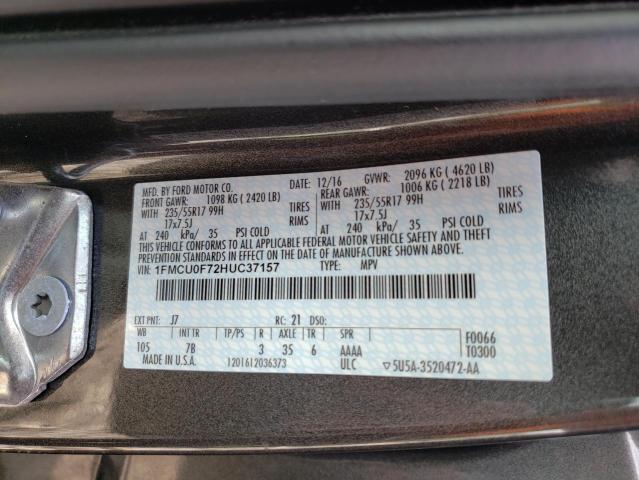 MFD. BY FORD MOTOR CO. DATE: 12/16 GVWR: 2096 KG ( 4620 LB)
FRONT GAWR: 1098 KG ( 2420 LB) REAR GAWR: 1006 KG ( 2218 LB)
WITH 235/55R17 99H TIRES WITH 235/55R17 99H TIRES
17x7.5J RIMS 17x7.5J RIMS
AT 240 kPa/ 35 PSI COLD AT 240 kPa/ 35 PSI COLD
THIS VEHICLE CONFORMS TO ALL APPLICABLE FEDERAL MOTOR VEHICLE SAFETY AND THEFT
PREVENTION STANDARDS IN EFFECT ON THE DATE OF MANUFACTURE SHOWN ABOVE.
VIN: 1FMCU0F72HUC37157 TYPE: MPV
EXT PNT: J7 RC: 21 DSO:
WB INT TR TP/PS R AXLE TR SPR F0066
105 7B 3 35 6 AAAA T0300
MADE IN U.S.A. 1201612036373 ULC ▽5U5A-3520472-AA